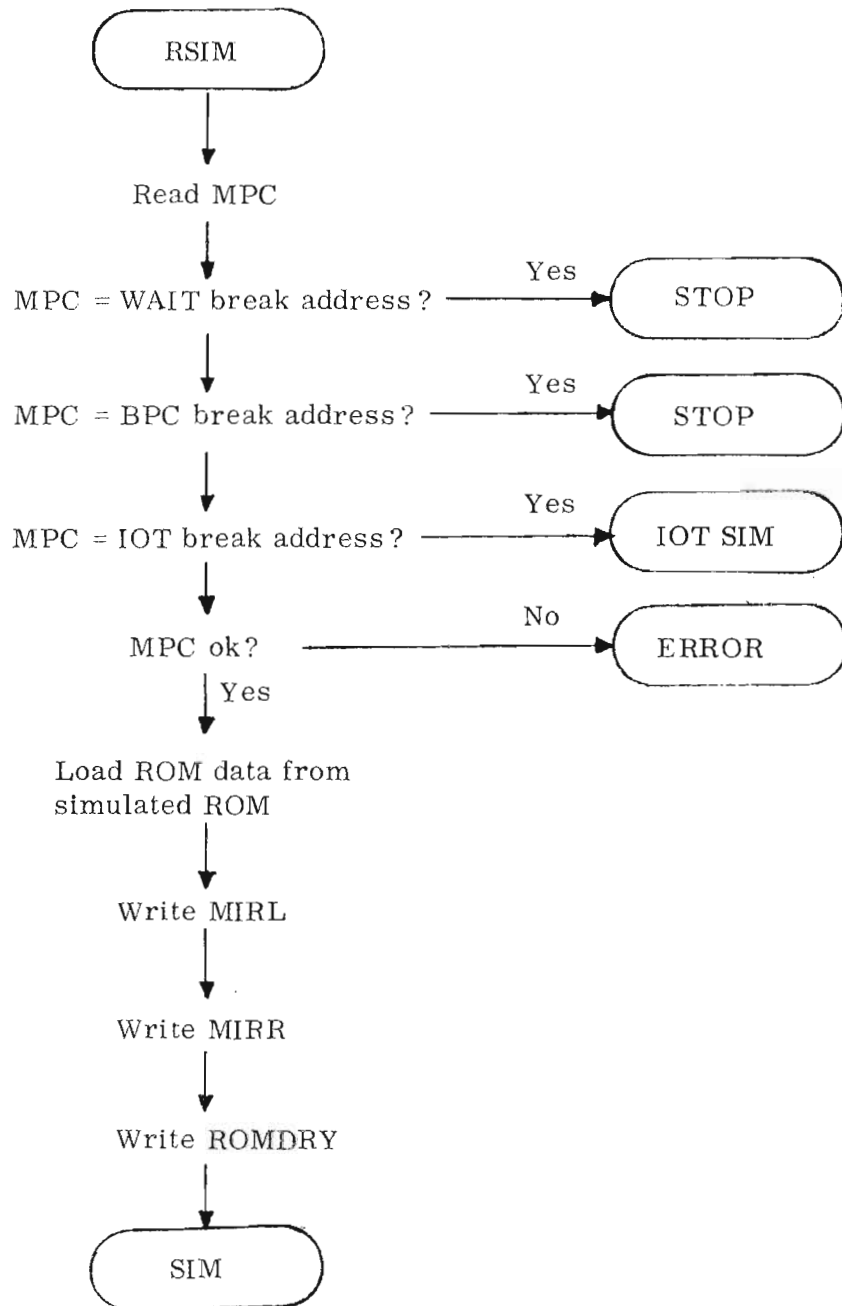 RSIM
Read MPC
MPC = WAIT break address?
Yes
STOP
MPC = BPC break address?
Yes
STOP
MPC = IOT break address?
Yes
IOT SIM
MPC ok?
No
ERROR
Yes
Load ROM data from
simulated ROM
Write MIRL
Write MIRR
Write ROMDRY
SIM